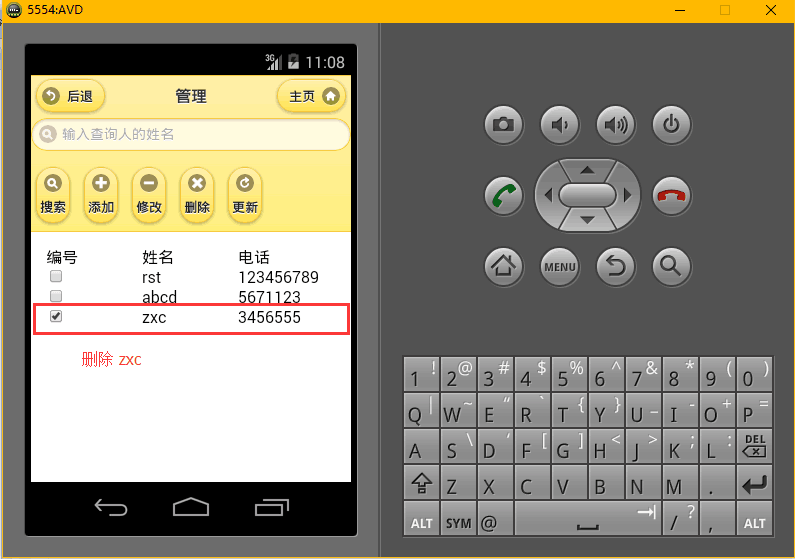 5554:AVD
3G 11:08
后退 管理 主页
输入查询人的姓名
搜索 添加 修改 删除 更新
编号 姓名 电话
rst 123456789
abcd 5671123
zxc 3456555
删除 zxc
MENU
1 ! 2 @ 3 # 4 $ 5 % 6 ^ 7 & 8 * 9 ( 0 )
Q | W ~ E “ R ` T { Y } U _ I - O + P =
A S \ D ‘ F [ G ] H < J > K ; L : DEL
Z X C V B N M .
ALT SYM @ / ? , ALT